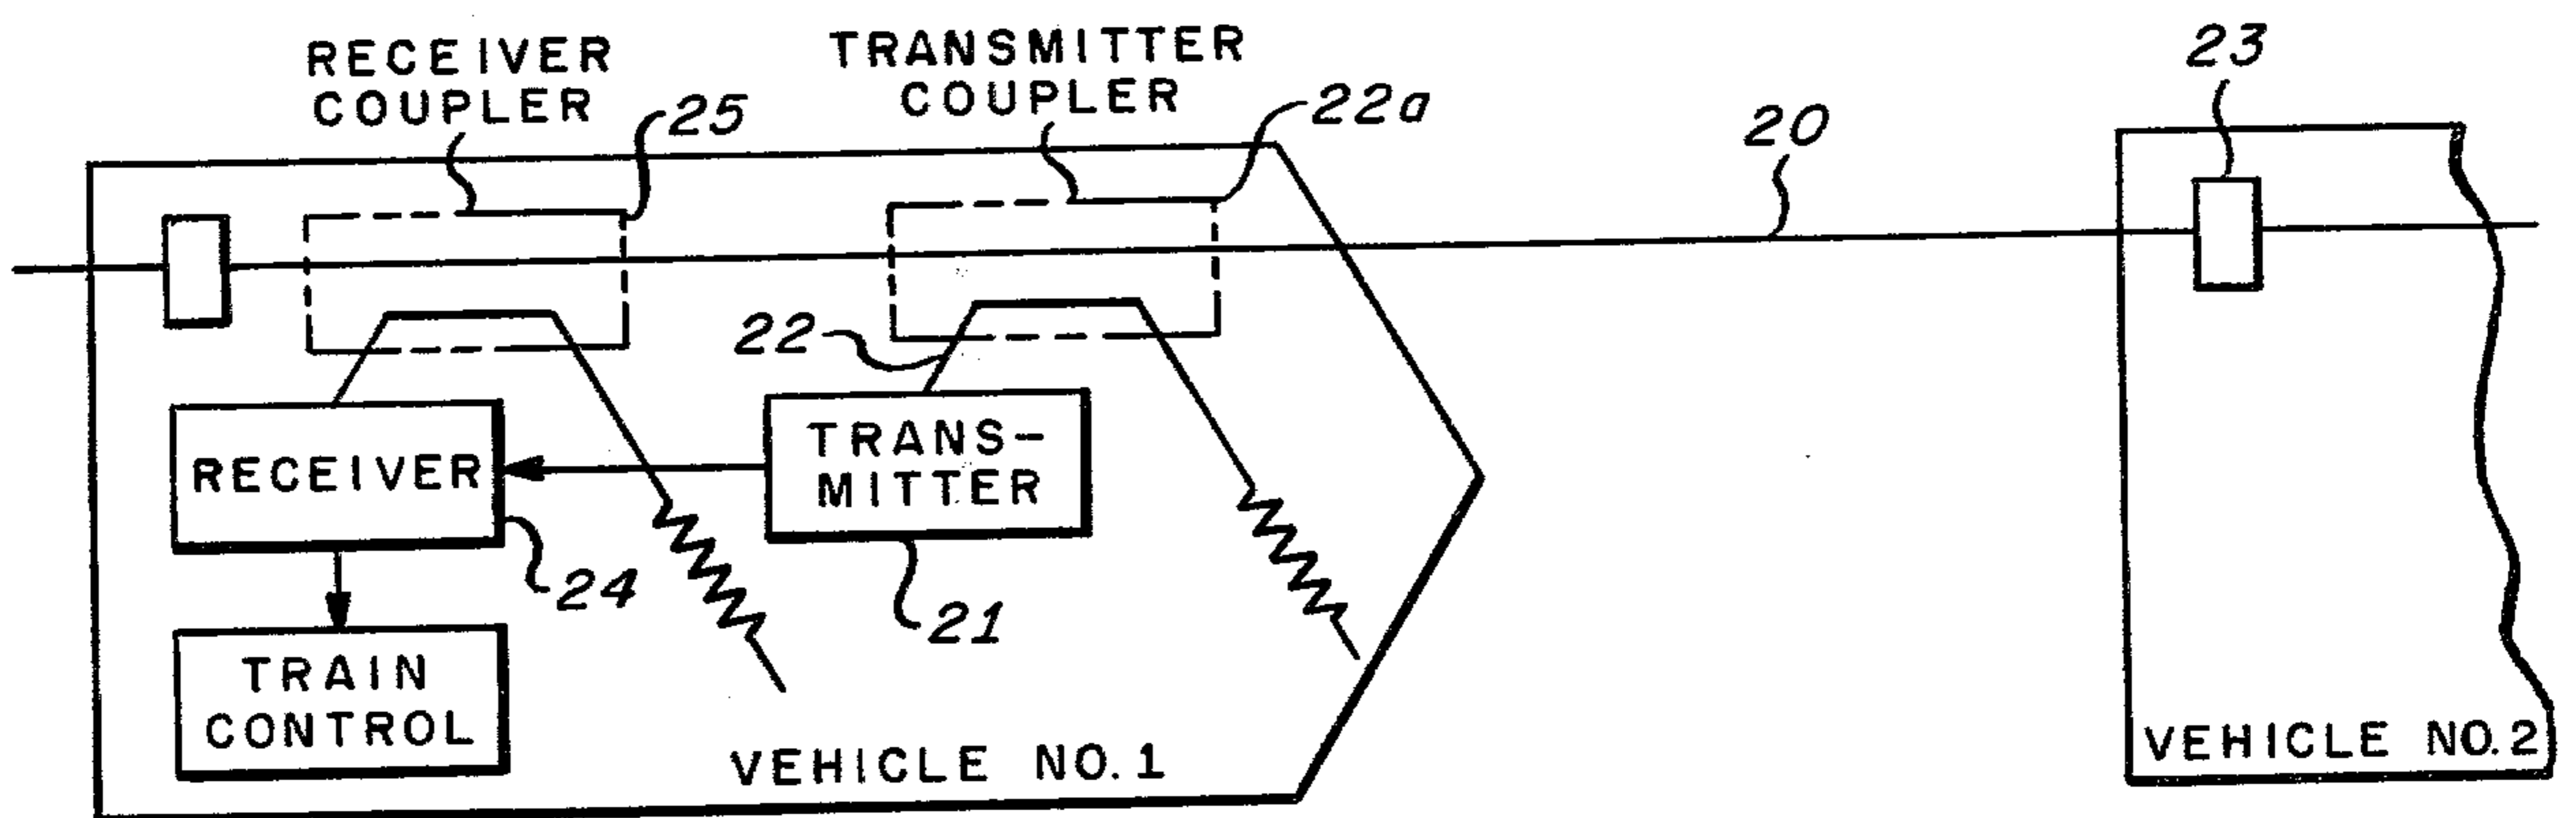 RECEIVER
COUPLER
25
TRANSMITTER
COUPLER
22a
20
23
22
RECEIVER
24
TRANS-
MITTER
21
TRAIN
CONTROL
VEHICLE NO. 1
VEHICLE NO. 2